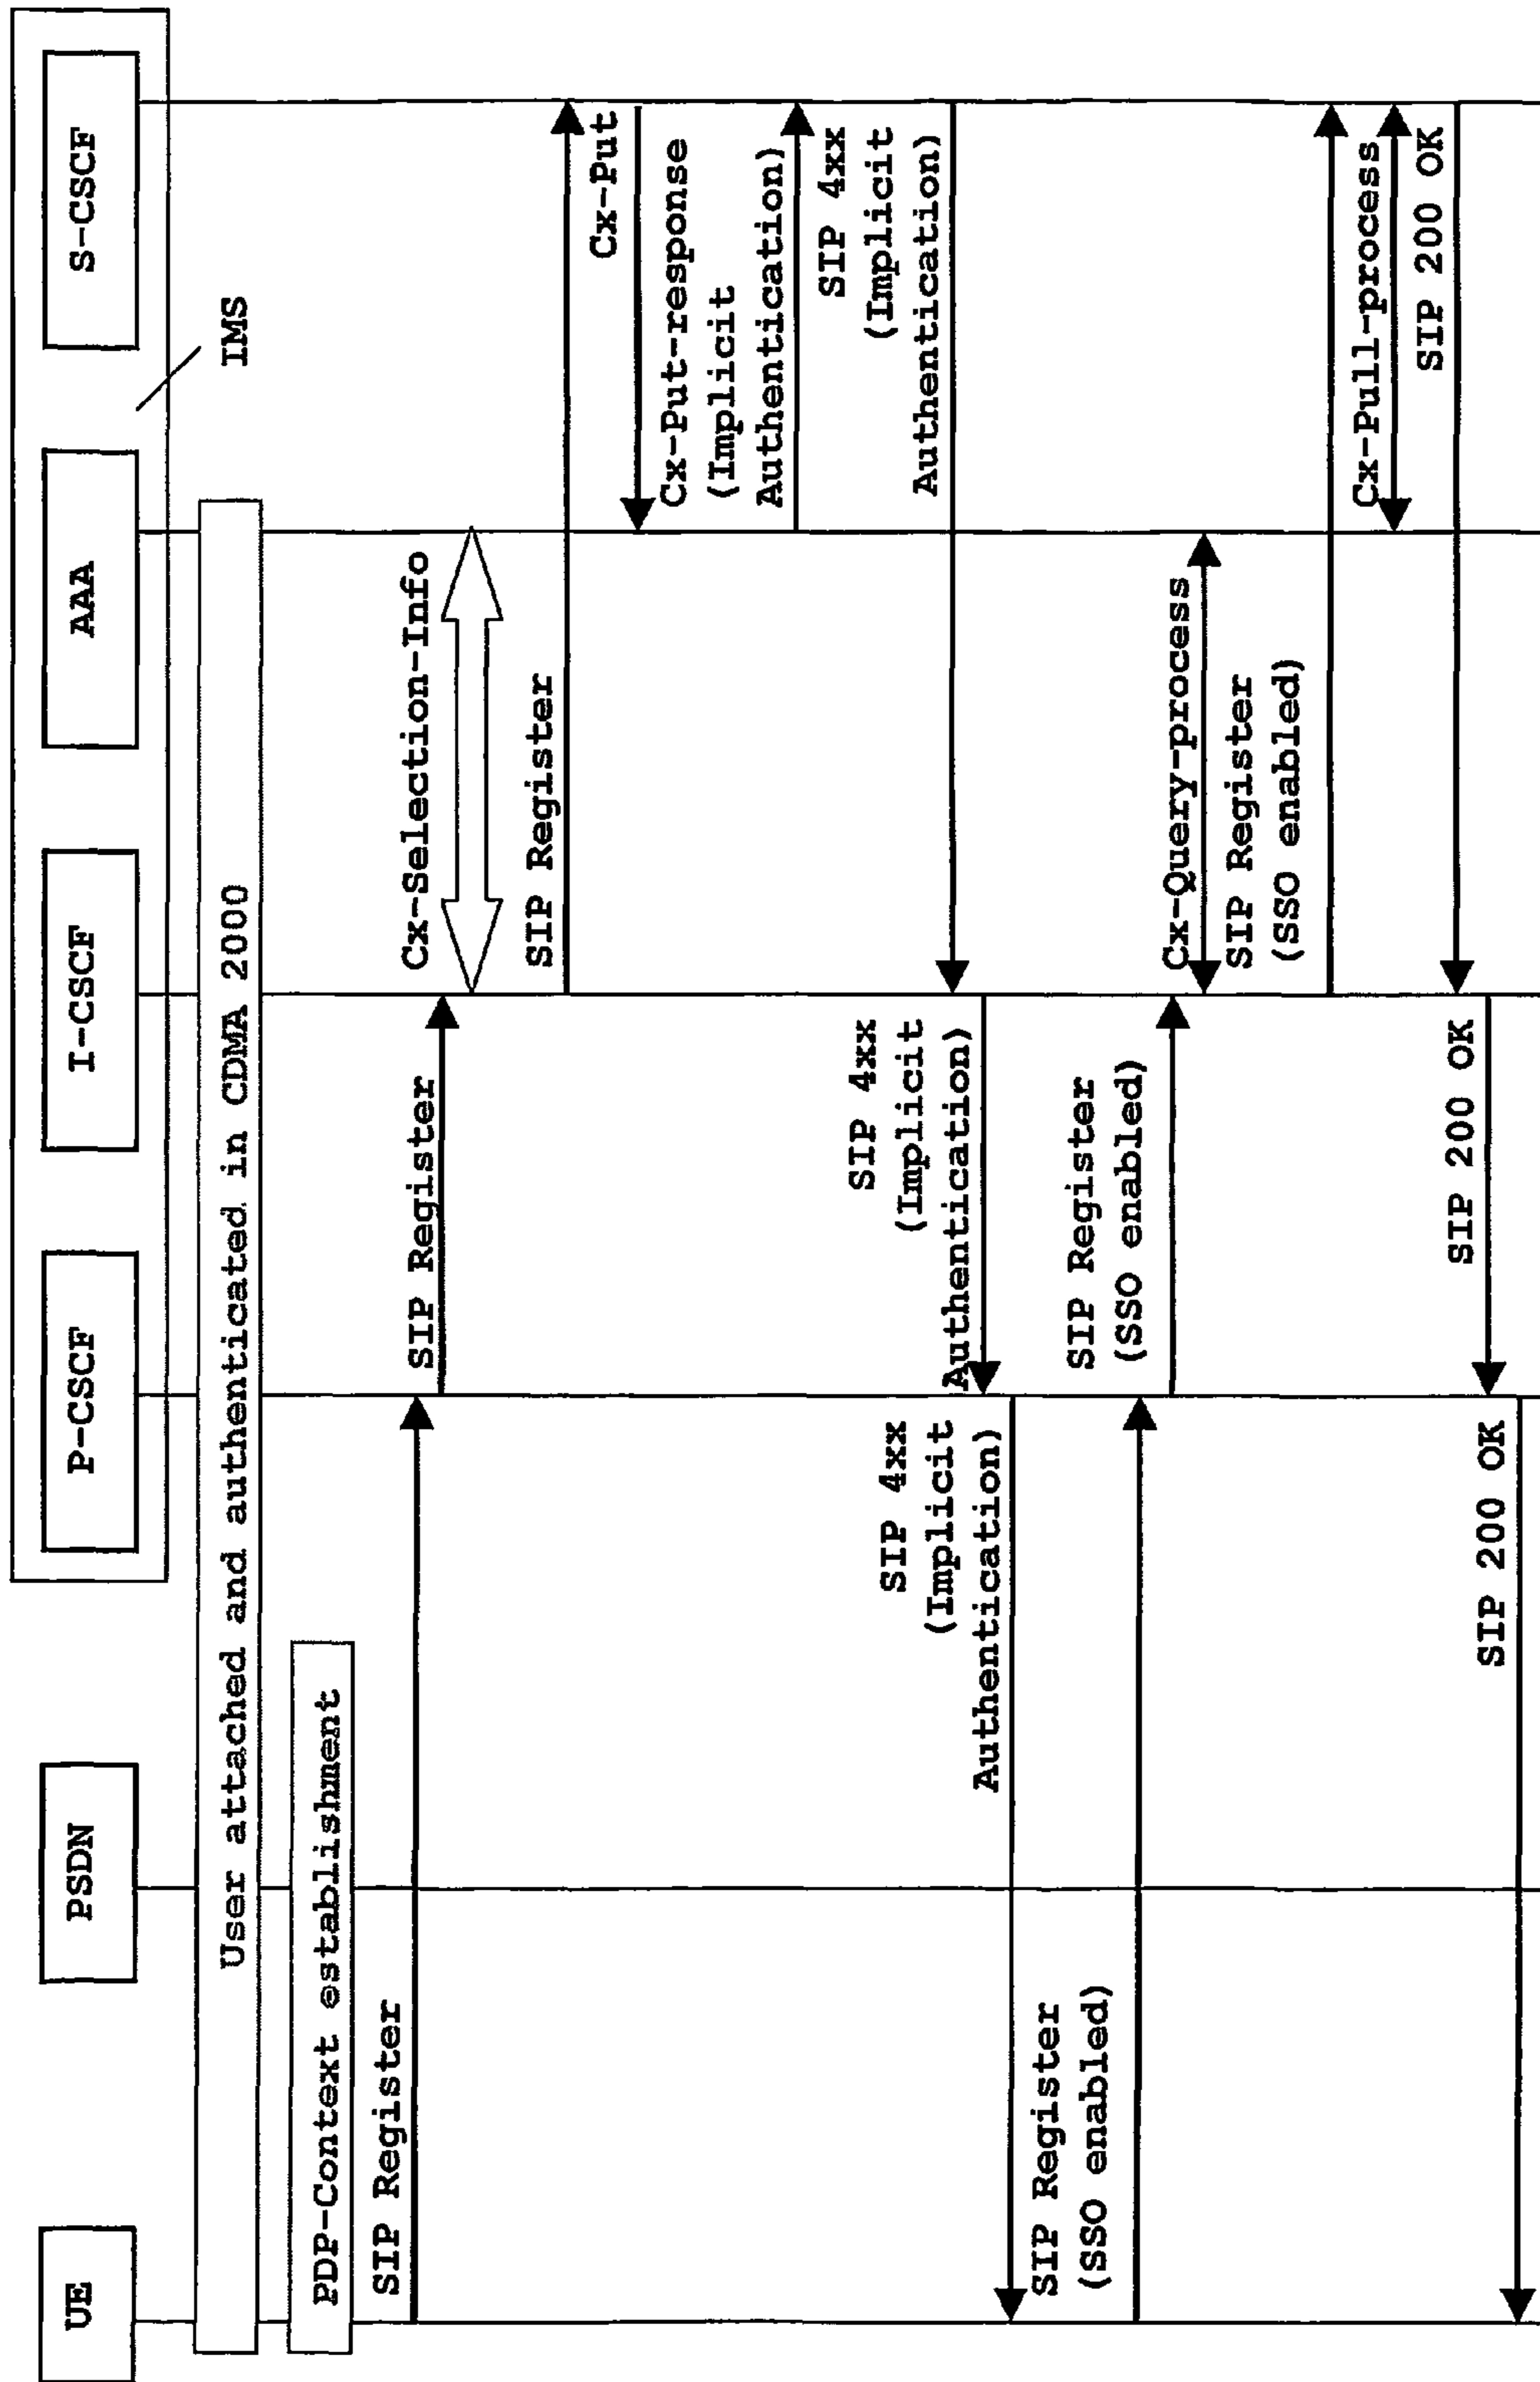 UE
PSDN
P-CSCF
I-CSCF
AAA
S-CSCF
IMS
User attached and authenticated in CDMA 2000
PDP-Context establishment
SIP Register
SIP Register
Cx-Selection-Info
SIP Register
Cx-Put
Cx-Put-response
(Implicit
Authentication)
SIP 4xx
(Implicit
Authentication)
SIP 4xx
(Implicit
Authentication)
SIP 4xx
(Implicit
Authentication)
SIP Register
(SSO enabled)
SIP Register
(SSO enabled)
Cx-Query-process
SIP Register
(SSO enabled)
Cx-Pull-process
SIP 200 OK
SIP 200 OK
SIP 200 OK